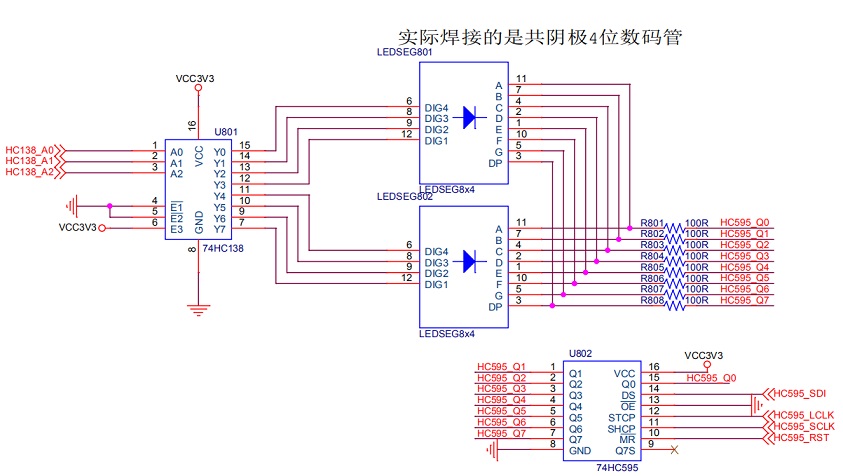 实际焊接的是共阴极4位数码管
LEDSEG801
VCC3V3
16
U801
HC138_A0
HC138_A1
HC138_A2
1
2
3
A0
A1
A2
VCC
Y0
Y1
Y2
Y3
Y4
Y5
Y6
Y7
15
14
13
12
11
10
9
7
4
5
6
E1
E2
E3
GND
VCC3V3
8
74HC138
6
8
9
12
DIG4
DIG3
DIG2
DIG1
A
B
C
D
E
F
G
DP
11
7
4
2
1
10
5
3
LEDSEG8x4
LEDSEG802
6
8
9
12
DIG4
DIG3
DIG2
DIG1
A
B
C
D
E
F
G
DP
11
7
4
2
1
10
5
3
LEDSEG8x4
R801 100R HC595_Q0
R802 100R HC595_Q1
R803 100R HC595_Q2
R804 100R HC595_Q3
R805 100R HC595_Q4
R806 100R HC595_Q5
R807 100R HC595_Q6
R808 100R HC595_Q7
U802
HC595_Q1 1 Q1
HC595_Q2 2 Q2
HC595_Q3 3 Q3
HC595_Q4 4 Q4
HC595_Q5 5 Q5
HC595_Q6 6 Q6
HC595_Q7 7 Q7
8 GND
VCC3V3
VCC 16
Q0 15 HC595_Q0
DS 14 HC595_SDI
OE 13
STCP 12 HC595_LCLK
SHCP 11 HC595_SCLK
MR 10 HC595_RST
Q7S 9
74HC595